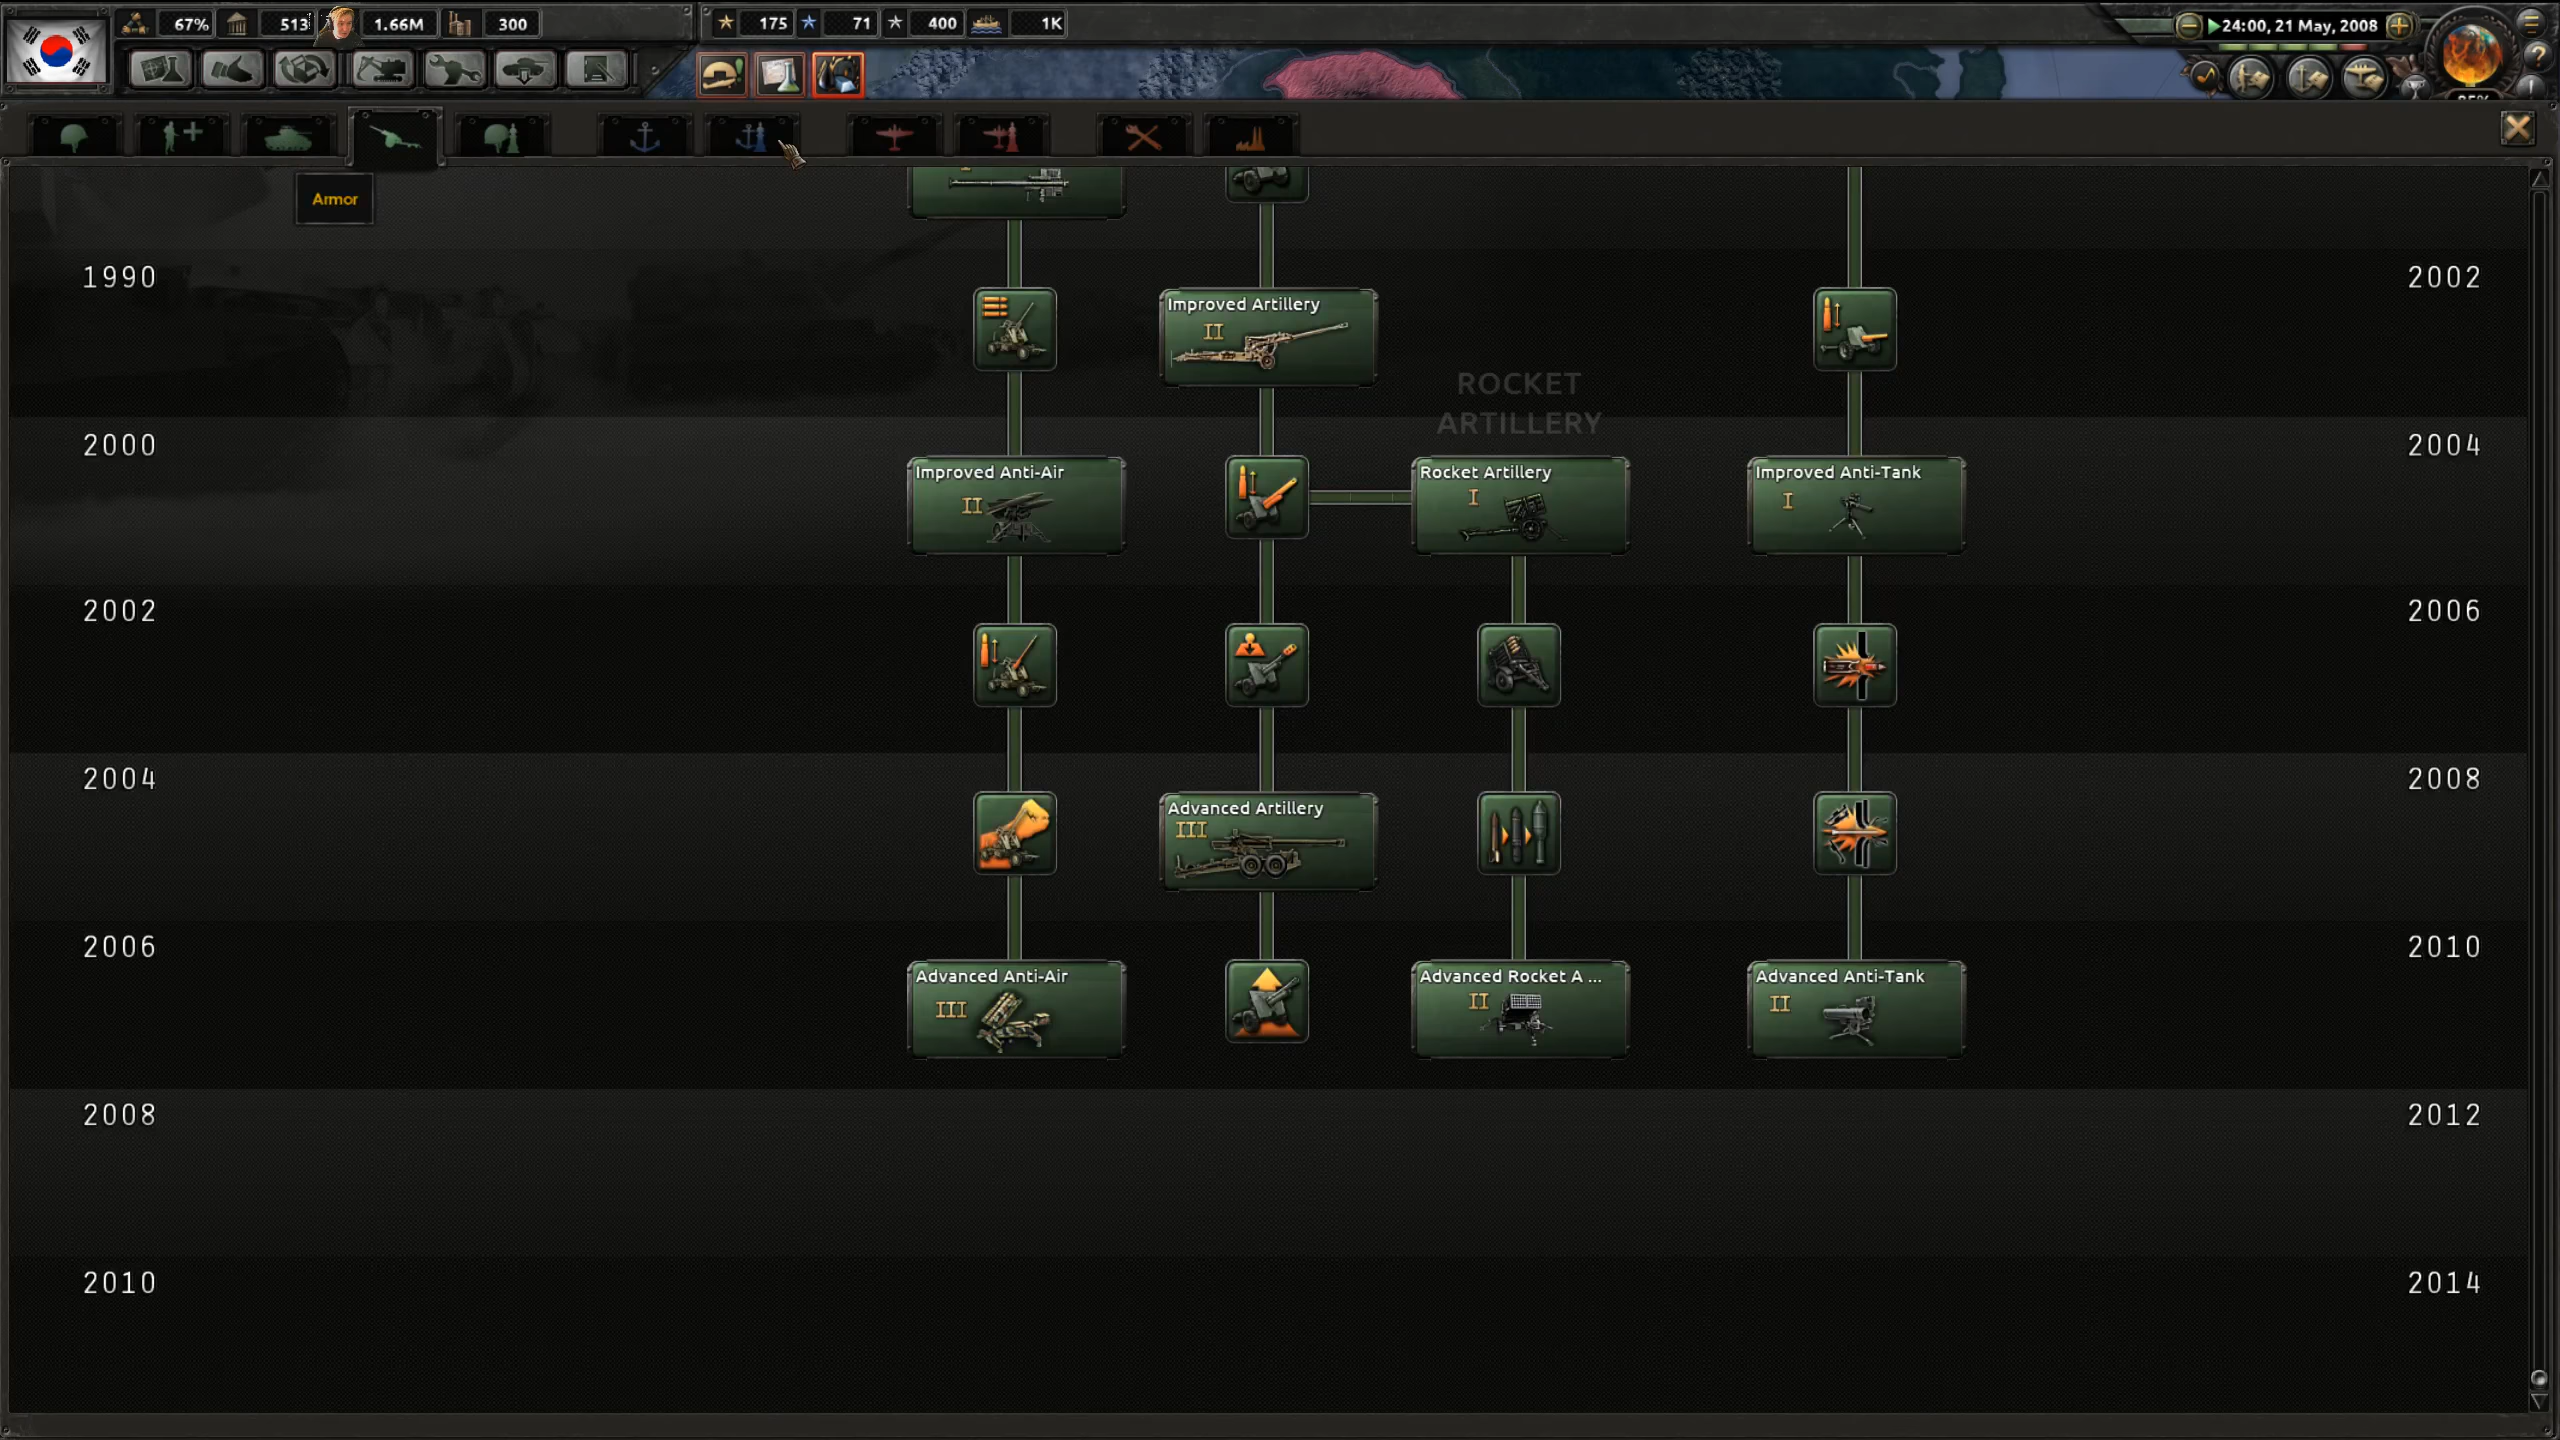 67%
513
1.66M
300
175
71
400
1K
24:00, 21 May, 2008
Armor
1990
2002
Improved Artillery
II
ROCKET
ARTILLERY
2000
2004
Improved Anti-Air
II
Rocket Artillery
I
Improved Anti-Tank
I
2002
2006
2004
2008
Advanced Artillery
III
2006
2010
Advanced Anti-Air
III
Advanced Rocket A ...
II
Advanced Anti-Tank
II
2008
2012
2010
2014